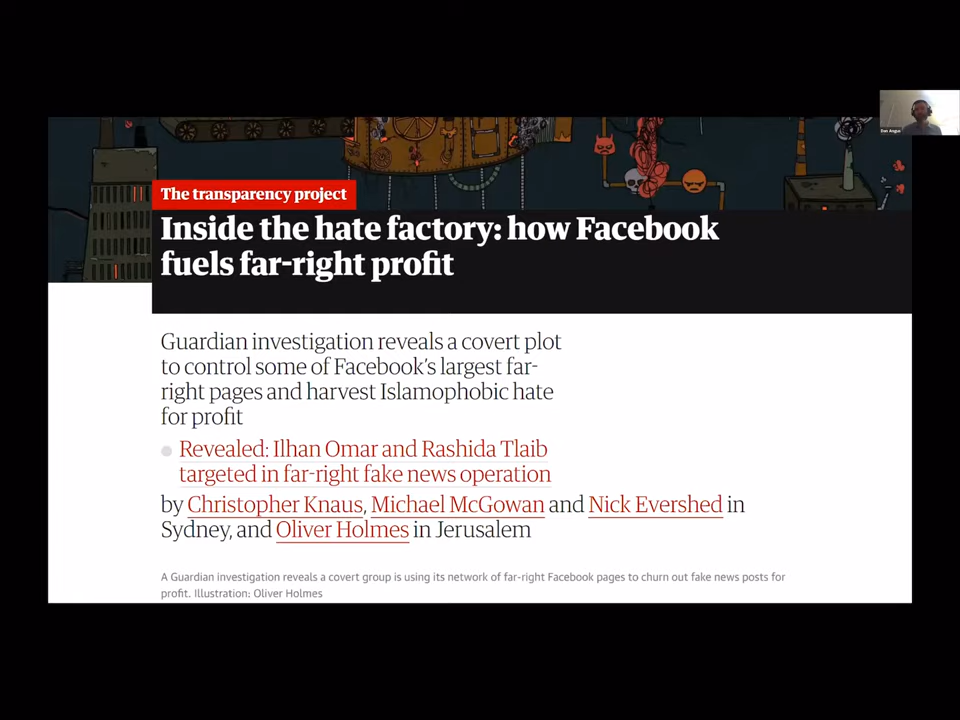 The transparency project
Inside the hate factory: how Facebook
fuels far-right profit
Guardian investigation reveals a covert plot
to control some of Facebook's largest far-
right pages and harvest Islamophobic hate
for profit
Revealed: Ilhan Omar and Rashida Tlaib
targeted in far-right fake news operation
by Christopher Knaus, Michael McGowan and Nick Evershed in
Sydney, and Oliver Holmes in Jerusalem
A Guardian investigation reveals a covert group is using its network of far-right Facebook pages to churn out fake news posts for
profit. Illustration: Oliver Holmes
Dan Angus